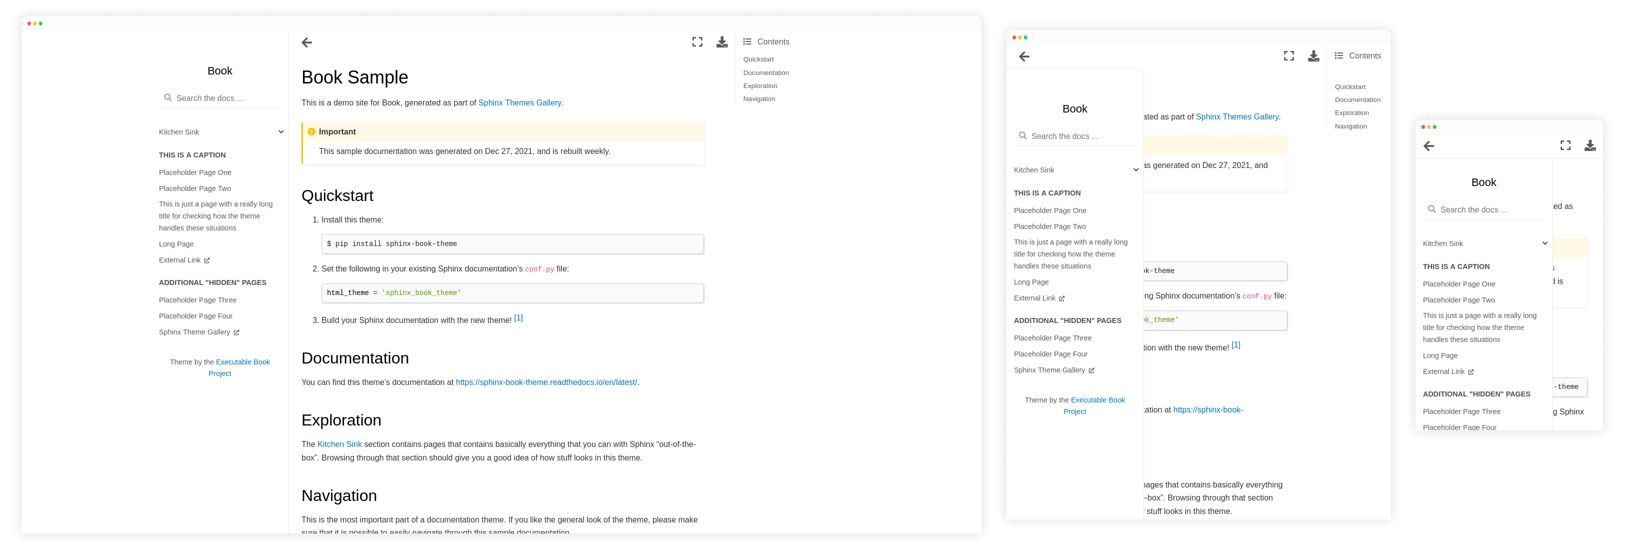 Book
Search the docs ...
Kitchen Sink
THIS IS A CAPTION
Placeholder Page One
Placeholder Page Two
This is just a page with a really long
title for checking how the theme
handles these situations
Long Page
External Link
ADDITIONAL "HIDDEN" PAGES
Placeholder Page Three
Placeholder Page Four
Sphinx Theme Gallery
Theme by the Executable Book
Project
Book Sample
This is a demo site for Book, generated as part of Sphinx Themes Gallery.
Important
This sample documentation was generated on Dec 27, 2021, and is rebuilt weekly.
Quickstart
1. Install this theme:
$ pip install sphinx-book-theme
2. Set the following in your existing Sphinx documentation's conf.py file:
html_theme = 'sphinx_book_theme'
3. Build your Sphinx documentation with the new theme! [1]
Documentation
You can find this theme's documentation at https://sphinx-book-theme.readthedocs.io/en/latest/.
Exploration
The Kitchen Sink section contains pages that contains basically everything that you can with Sphinx “out-of-the-
box”. Browsing through that section should give you a good idea of how stuff looks in this theme.
Navigation
This is the most important part of a documentation theme. If you like the general look of the theme, please make
sure that it is possible to easily navigate through this sample documentation.
Contents
Quickstart
Documentation
Exploration
Navigation
Book
Search the docs ...
Kitchen Sink
THIS IS A CAPTION
Placeholder Page One
Placeholder Page Two
This is just a page with a really long
title for checking how the theme
handles these situations
Long Page
External Link
ADDITIONAL "HIDDEN" PAGES
Placeholder Page Three
Placeholder Page Four
Sphinx Theme Gallery
Theme by the Executable Book
Project
ated as part of Sphinx Themes Gallery.
as generated on Dec 27, 2021, and
ok-theme
ng Sphinx documentation's conf.py file:
k_theme'
tion with the new theme! [1]
tation at https://sphinx-book-
pages that contains basically everything
-box”. Browsing through that section
stuff looks in this theme.
Contents
Quickstart
Documentation
Exploration
Navigation
Book
Search the docs ...
Kitchen Sink
THIS IS A CAPTION
Placeholder Page One
Placeholder Page Two
This is just a page with a really long
title for checking how the theme
handles these situations
Long Page
External Link
ADDITIONAL "HIDDEN" PAGES
Placeholder Page Three
Placeholder Page Four
ed as
s
d is
-theme
g Sphinx